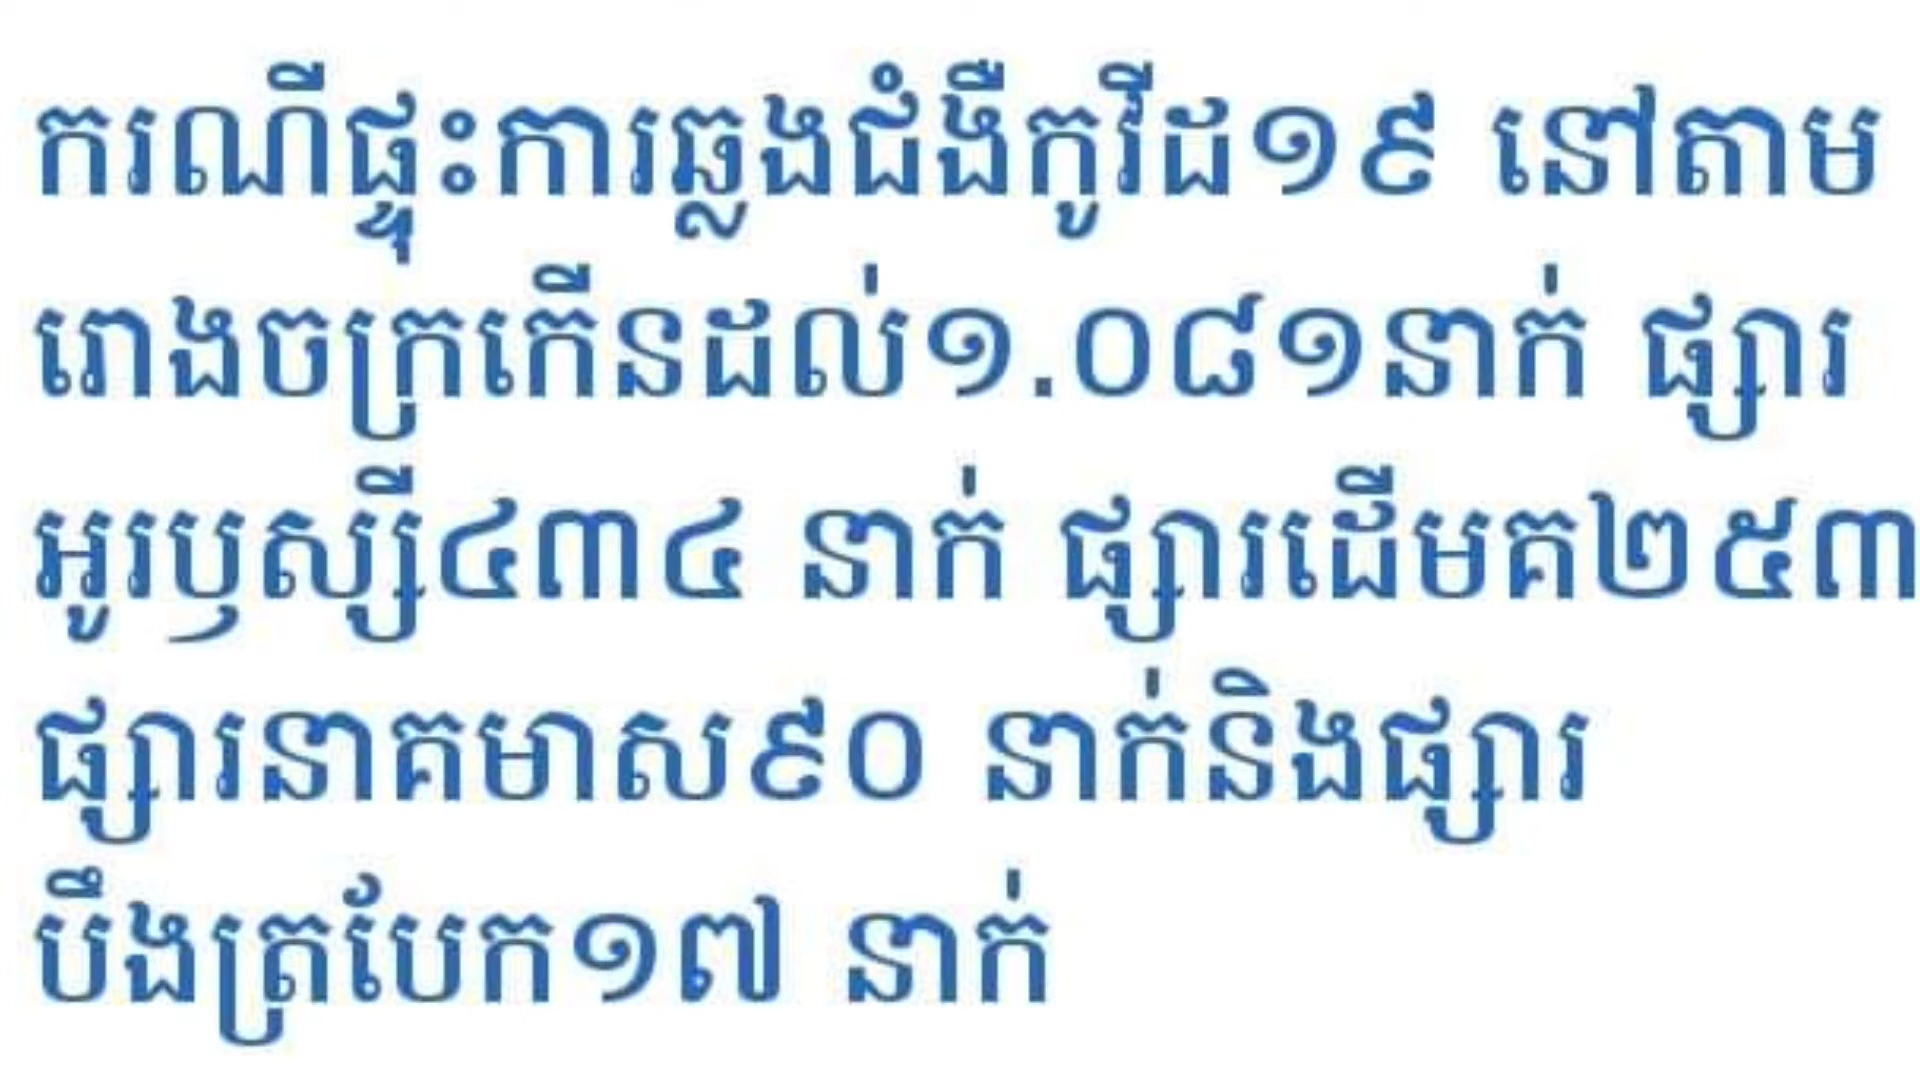 ករណីផ្ទុះការឆ្លងជំងឺកូវីដ១៩ នៅតាម
រោងចក្រកើនដល់១.០៨១នាក់ ផ្សារ
អូរឫស្សី៤៣៤ នាក់ ផ្សារដើមគ២៥៣
ផ្សារនាគមាស៩០ នាក់និងផ្សារ
បឹងត្របែក១៧ នាក់